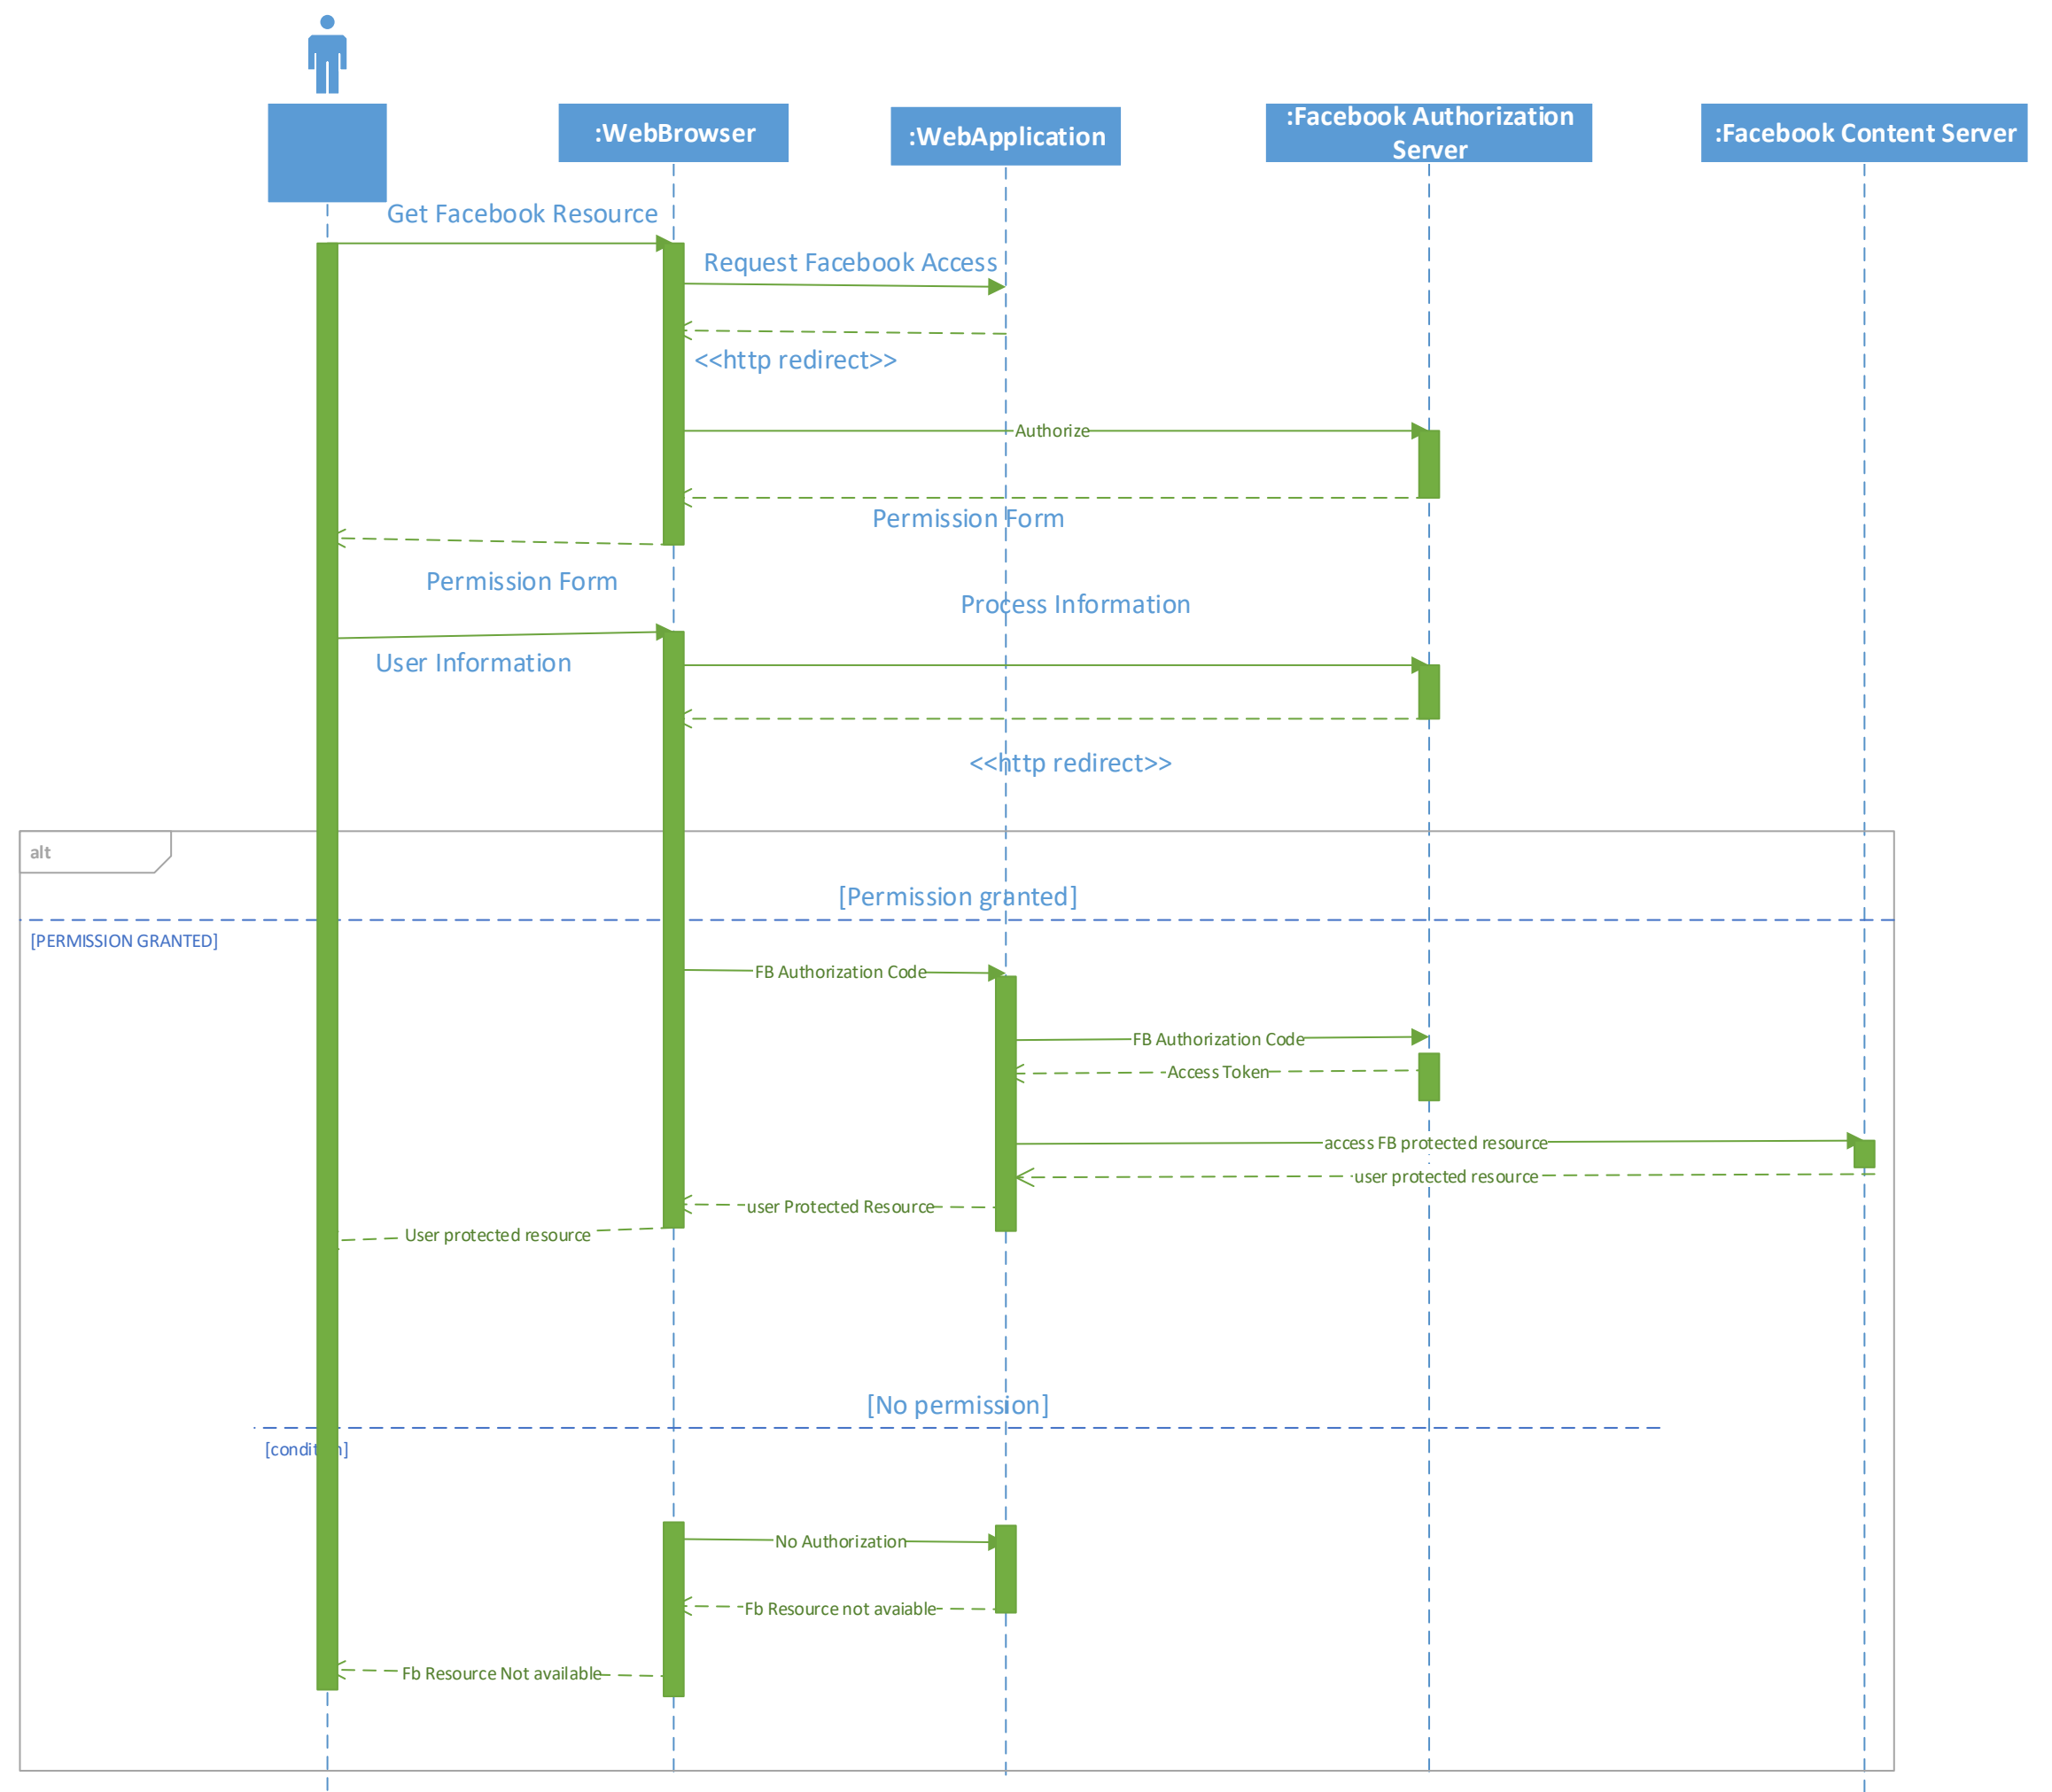 :WebBrowser
:WebApplication
:Facebook Authorization
Server
:Facebook Content Server
Get Facebook Resource
Request Facebook Access
<<http redirect>>
Authorize
Permission Form
Permission Form
Process Information
User Information
<<http redirect>>
alt
[Permission granted]
[PERMISSION GRANTED]
FB Authorization Code
FB Authorization Code
Access Token
access FB protected resource
user protected resource
user Protected Resource
User protected resource
[No permission]
No Authorization
Fb Resource not avaiable
Fb Resource Not available